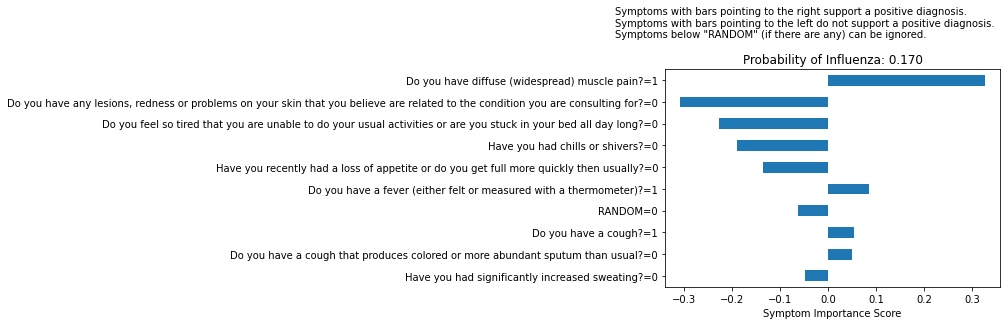 Symptoms with bars pointing to the right support a positive diagnosis.
Symptoms with bars pointing to the left do not support a positive diagnosis.
Symptoms below "RANDOM" (if there are any) can be ignored.
Probability of Influenza: 0.170
Do you have diffuse (widespread) muscle pain?=1
Do you have any lesions, redness or problems on your skin that you believe are related to the condition you are consulting for?=0
Do you feel so tired that you are unable to do your usual activities or are you stuck in your bed all day long?=0
Have you had chills or shivers?=0
Have you recently had a loss of appetite or do you get full more quickly then usually?=0
Do you have a fever (either felt or measured with a thermometer)?=1
RANDOM=0
Do you have a cough?=1
Do you have a cough that produces colored or more abundant sputum than usual?=0
Have you had significantly increased sweating?=0
−0.3 −0.2 −0.1 0.0 0.1 0.2 0.3
Symptom Importance Score